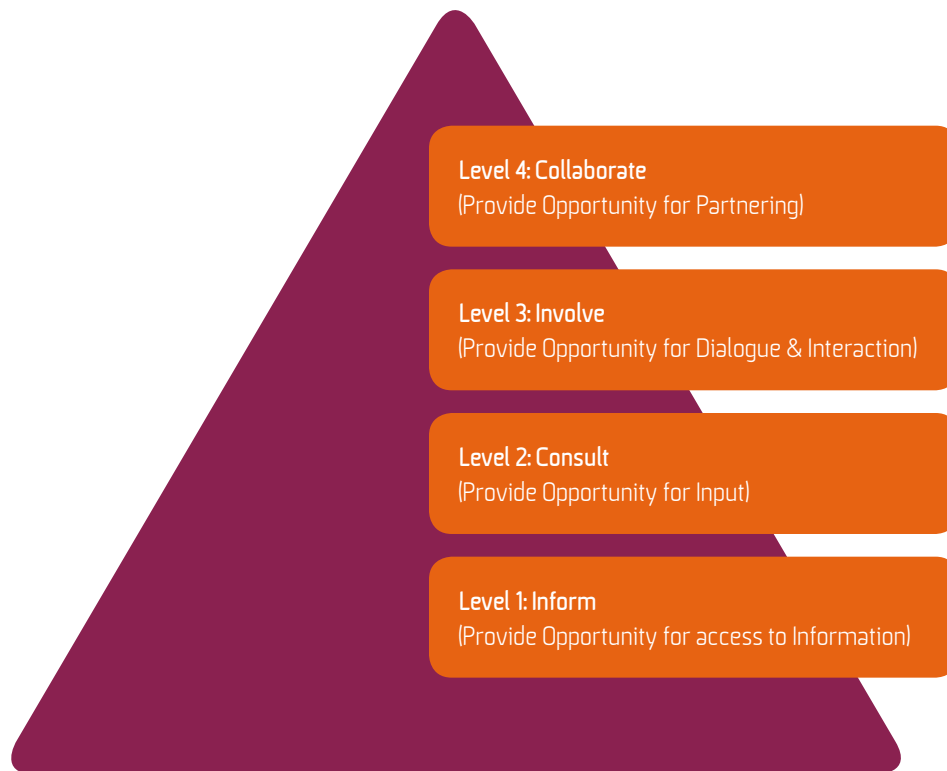 Level 4: Collaborate
(Provide Opportunity for Partnering)
Level 3: Involve
(Provide Opportunity for Dialogue & Interaction)
Level 2: Consult
(Provide Opportunity for Input)
Level 1: Inform
(Provide Opportunity for access to Information)